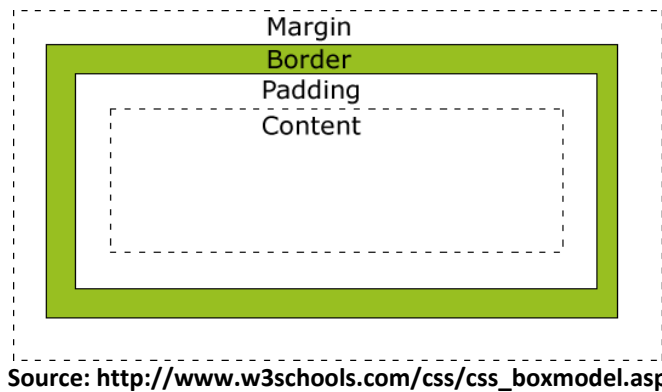 Margin
Border
Padding
Content
Source: http://www.w3schools.com/css/css_boxmodel.asp